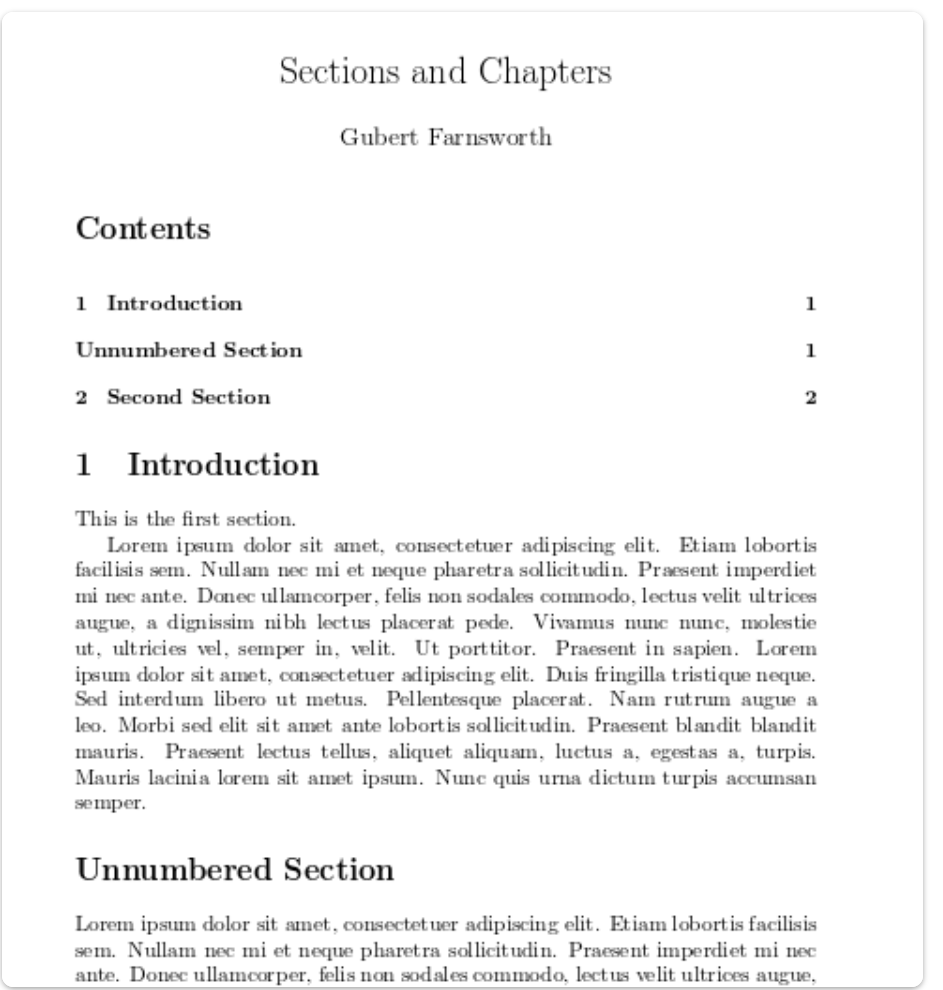 Sections and Chapters
Gubert Farnsworth
Contents
1 Introduction 1
Unnumbered Section 1
2 Second Section 2
1 Introduction
This is the first section.
Lorem ipsum dolor sit amet, consectetuer adipiscing elit. Etiam lobortis
facilisis sem. Nullam nec mi et neque pharetra sollicitudin. Praesent imperdiet
mi nec ante. Donec ullamcorper, felis non sodales commodo, lectus velit ultrices
augue, a dignissim nibh lectus placerat pede. Vivamus nunc nunc, molestie
ut, ultricies vel, semper in, velit. Ut porttitor. Praesent in sapien. Lorem
ipsum dolor sit amet, consectetuer adipiscing elit. Duis fringilla tristique neque.
Sed interdum libero ut metus. Pellentesque placerat. Nam rutrum augue a
leo. Morbi sed elit sit amet ante lobortis sollicitudin. Praesent blandit blandit
mauris. Praesent lectus tellus, aliquet aliquam, luctus a, egestas a, turpis.
Mauris lacinia lorem sit amet ipsum. Nunc quis urna dictum turpis accumsan
semper.
Unnumbered Section
Lorem ipsum dolor sit amet, consectetuer adipiscing elit. Etiam lobortis facilisis
sem. Nullam nec mi et neque pharetra sollicitudin. Praesent imperdiet mi nec
ante. Donec ullamcorper, felis non sodales commodo, lectus velit ultrices augue,